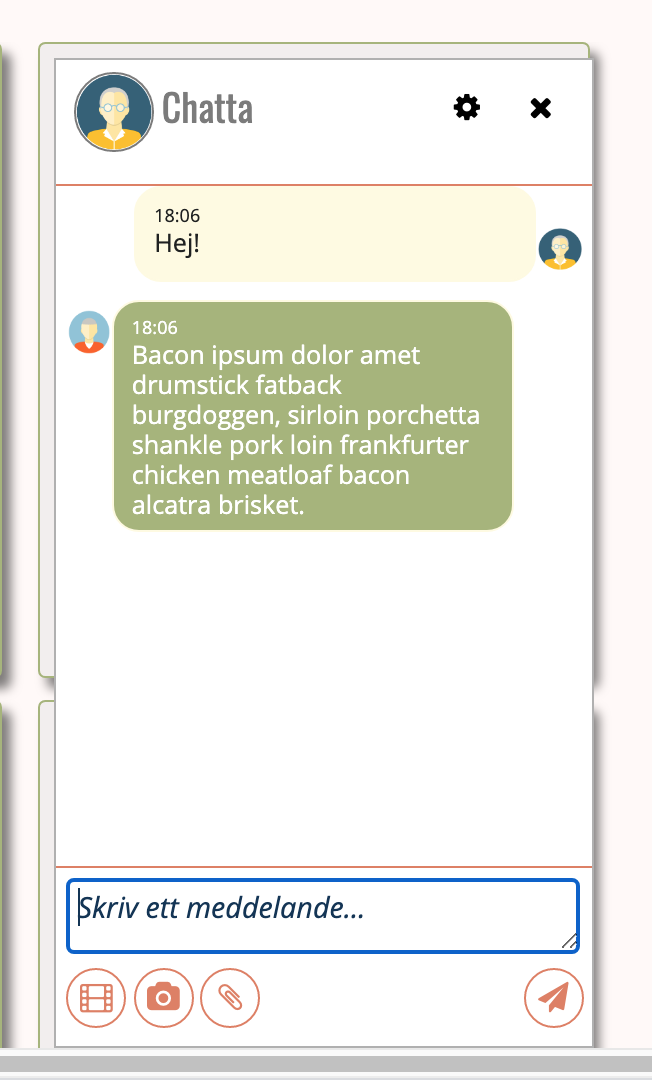 Chatta
18:06
Hej!
18:06
Bacon ipsum dolor amet
drumstick fatback
burgdoggen, sirloin porchetta
shankle pork loin frankfurter
chicken meatloaf bacon
alcatra brisket.
Skriv ett meddelande...